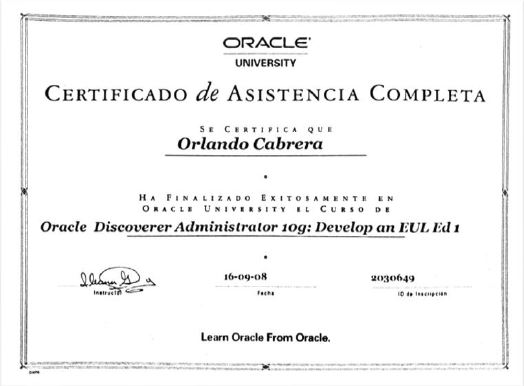 ORACLE
UNIVERSITY
CERTIFICADO de ASISTENCIA COMPLETA
SE CERTIFICA QUE
Orlando Cabrera
HA FINALIZADO EXITOSAMENTE EN
ORACLE UNIVERSITY EL CURSO DE
Oracle Discoverer Administrator 10g: Develop an EUL Ed 1
16-09-08 2030649
Instructor Fecha ID de Inscripción
Learn Oracle From Oracle.